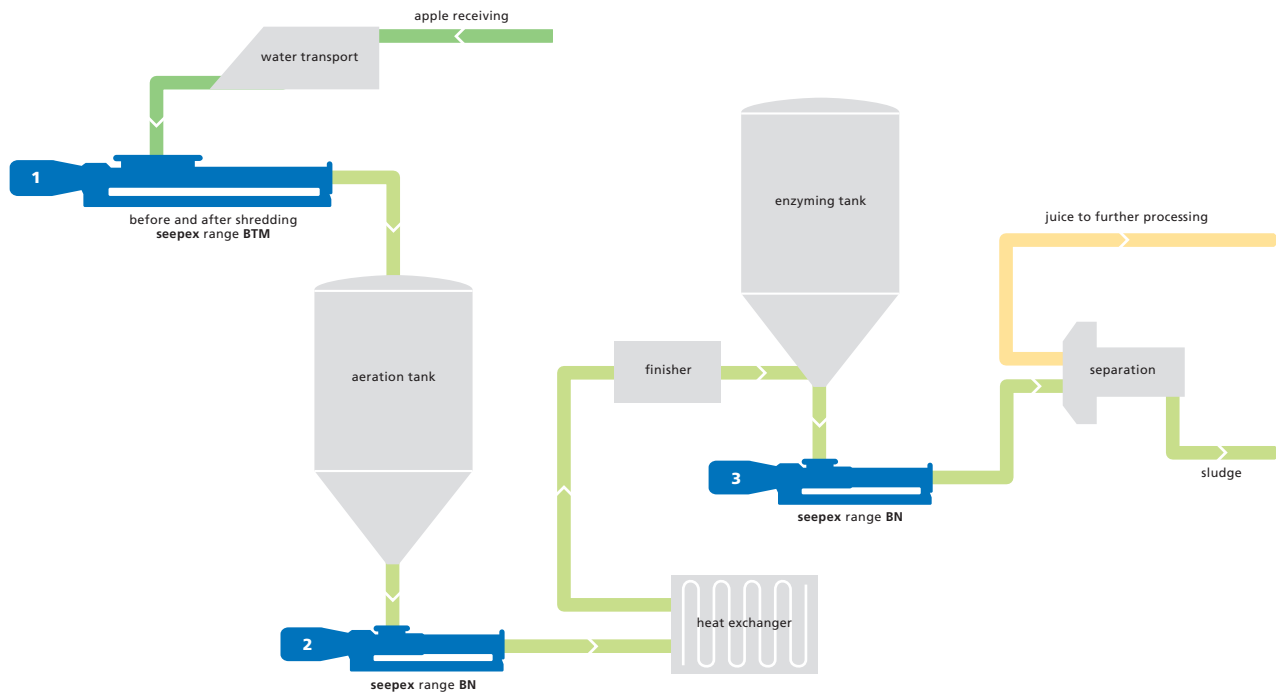 apple receiving
water transport
1
before and after shredding
seepex range BTM
aeration tank
2
seepex range BN
heat exchanger
finisher
enzyming tank
3
seepex range BN
juice to further processing
separation
sludge